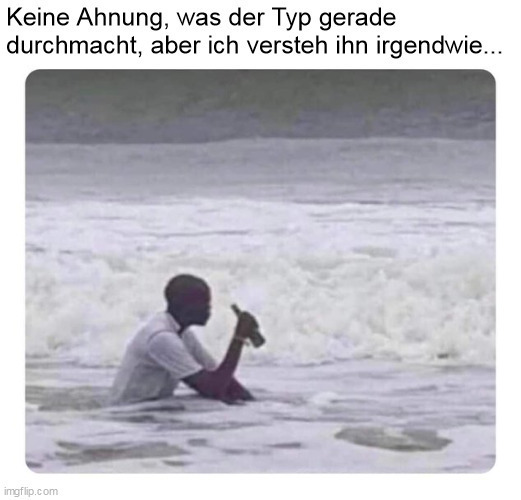 Keine Ahnung, was der Typ gerade
durchmacht, aber ich versteh ihn irgendwie...
imgflip.com